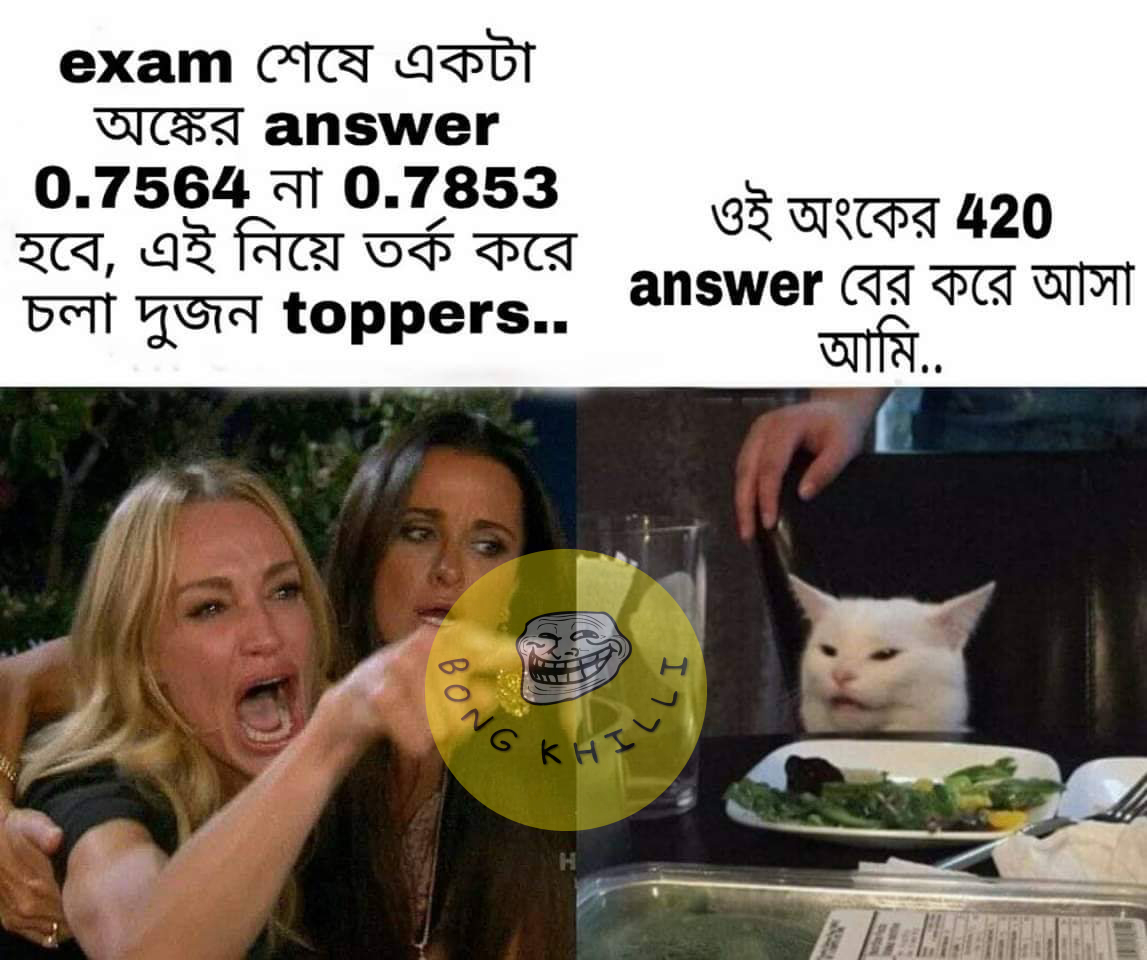 exam শেষে একটা
অঙ্কের answer
0.7564 না 0.7853
হবে, এই নিয়ে তর্ক করে
চলা দুজন toppers..
ওই অংকের 420
answer বের করে আসা
আমি..
BONG KHILLI
H